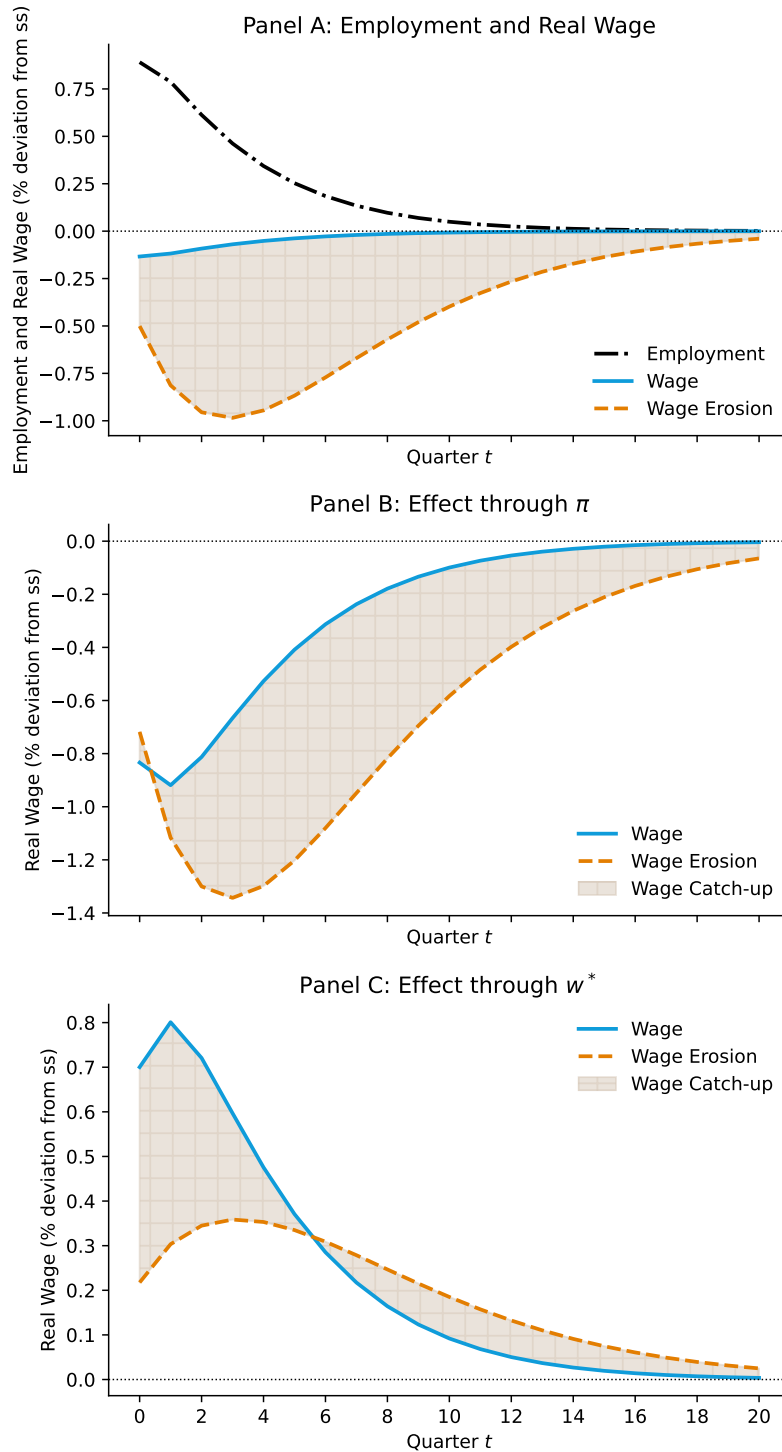 Panel A: Employment and Real Wage
Employment and Real Wage (% deviation from ss)
0.75
0.50
0.25
0.00
−0.25
−0.50
−0.75
−1.00
Employment
Wage
Wage Erosion
Quarter t
Panel B: Effect through π
Real Wage (% deviation from ss)
0.0
−0.2
−0.4
−0.6
−0.8
−1.0
−1.2
−1.4
Wage
Wage Erosion
Wage Catch-up
Quarter t
Panel C: Effect through w*
Real Wage (% deviation from ss)
0.8
0.7
0.6
0.5
0.4
0.3
0.2
0.1
0.0
Wage
Wage Erosion
Wage Catch-up
0 2 4 6 8 10 12 14 16 18 20
Quarter t